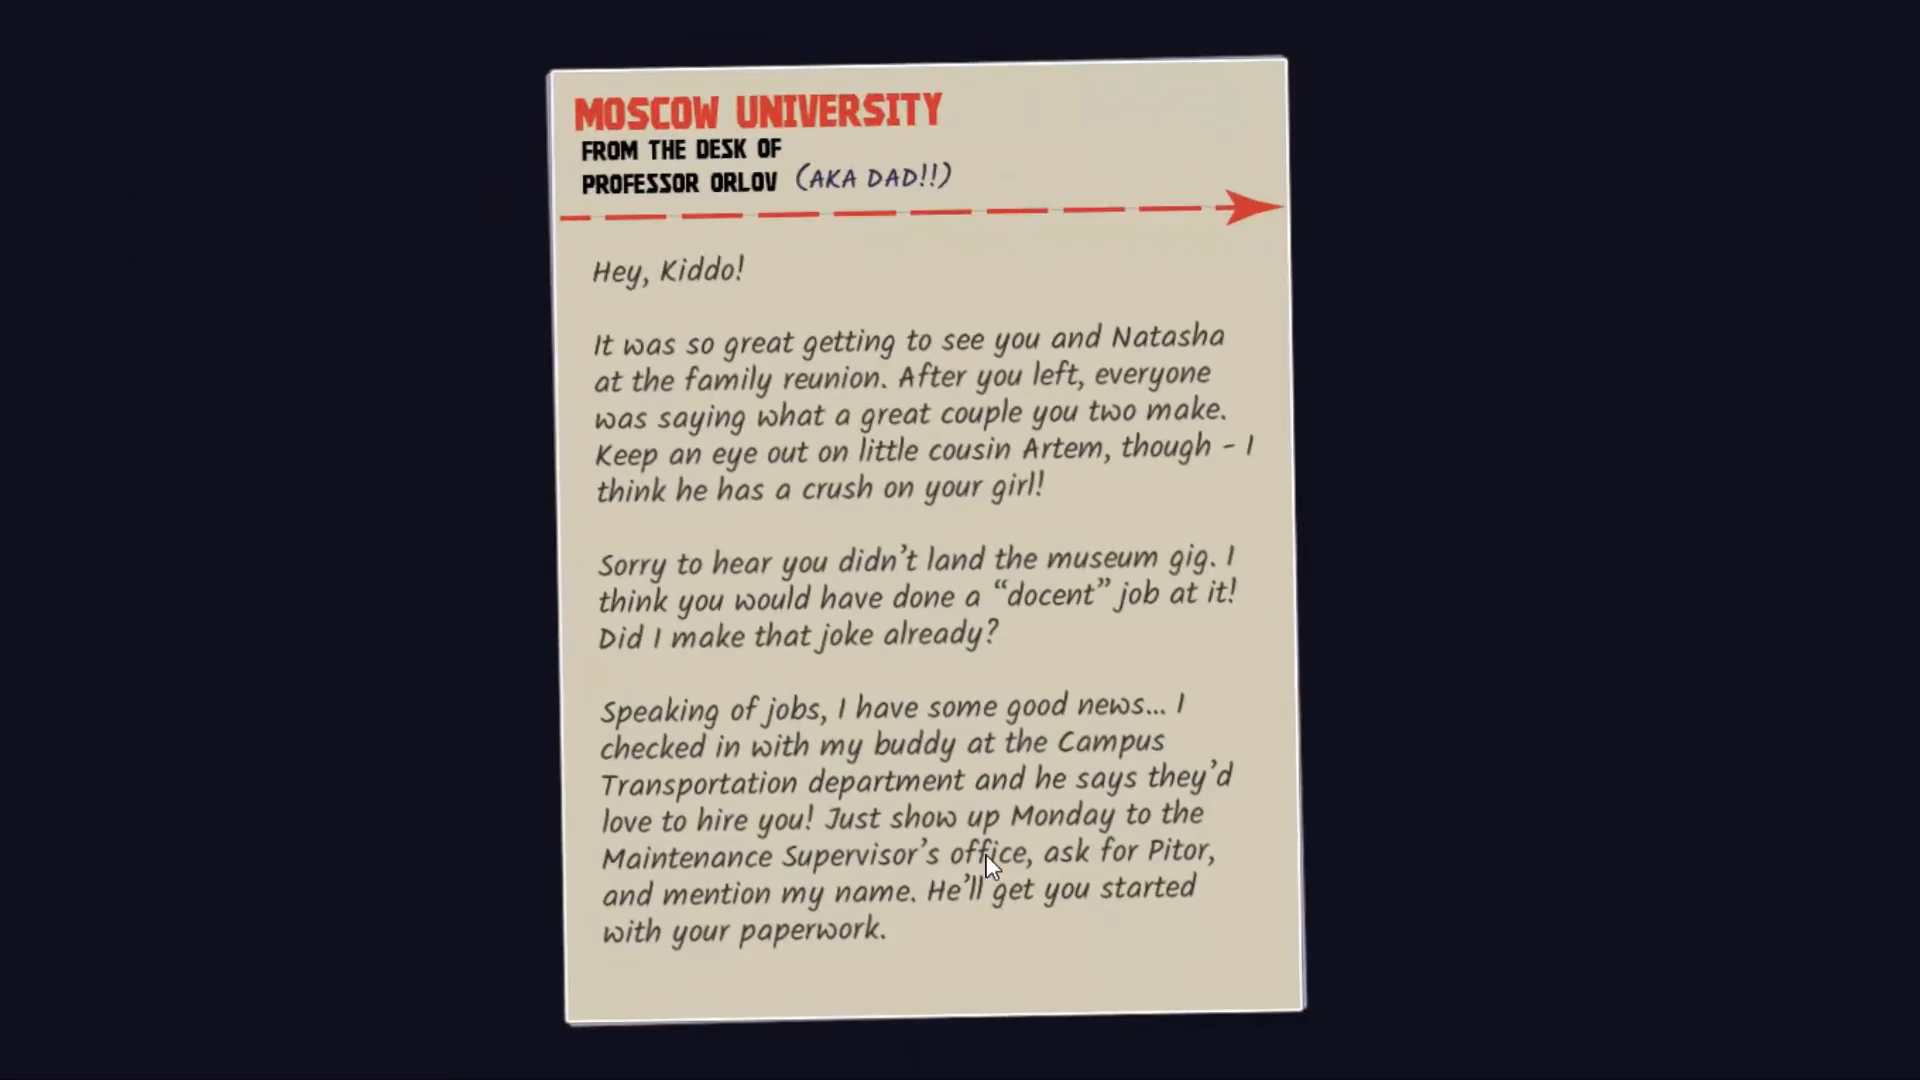 MOSCOW UNIVERSITY
FROM THE DESK OF
PROFESSOR ORLOV (AKA DAD!!)
Hey, Kiddo!
It was so great getting to see you and Natasha
at the family reunion. After you left, everyone
was saying what a great couple you two make.
Keep an eye out on little cousin Artem, though - I
think he has a crush on your girl!
Sorry to hear you didn't land the museum gig. I
think you would have done a “docent” job at it!
Did I make that joke already?
Speaking of jobs, I have some good news... I
checked in with my buddy at the Campus
Transportation department and he says they'd
love to hire you! Just show up Monday to the
Maintenance Supervisor's office, ask for Pitor,
and mention my name. He'll get you started
with your paperwork.